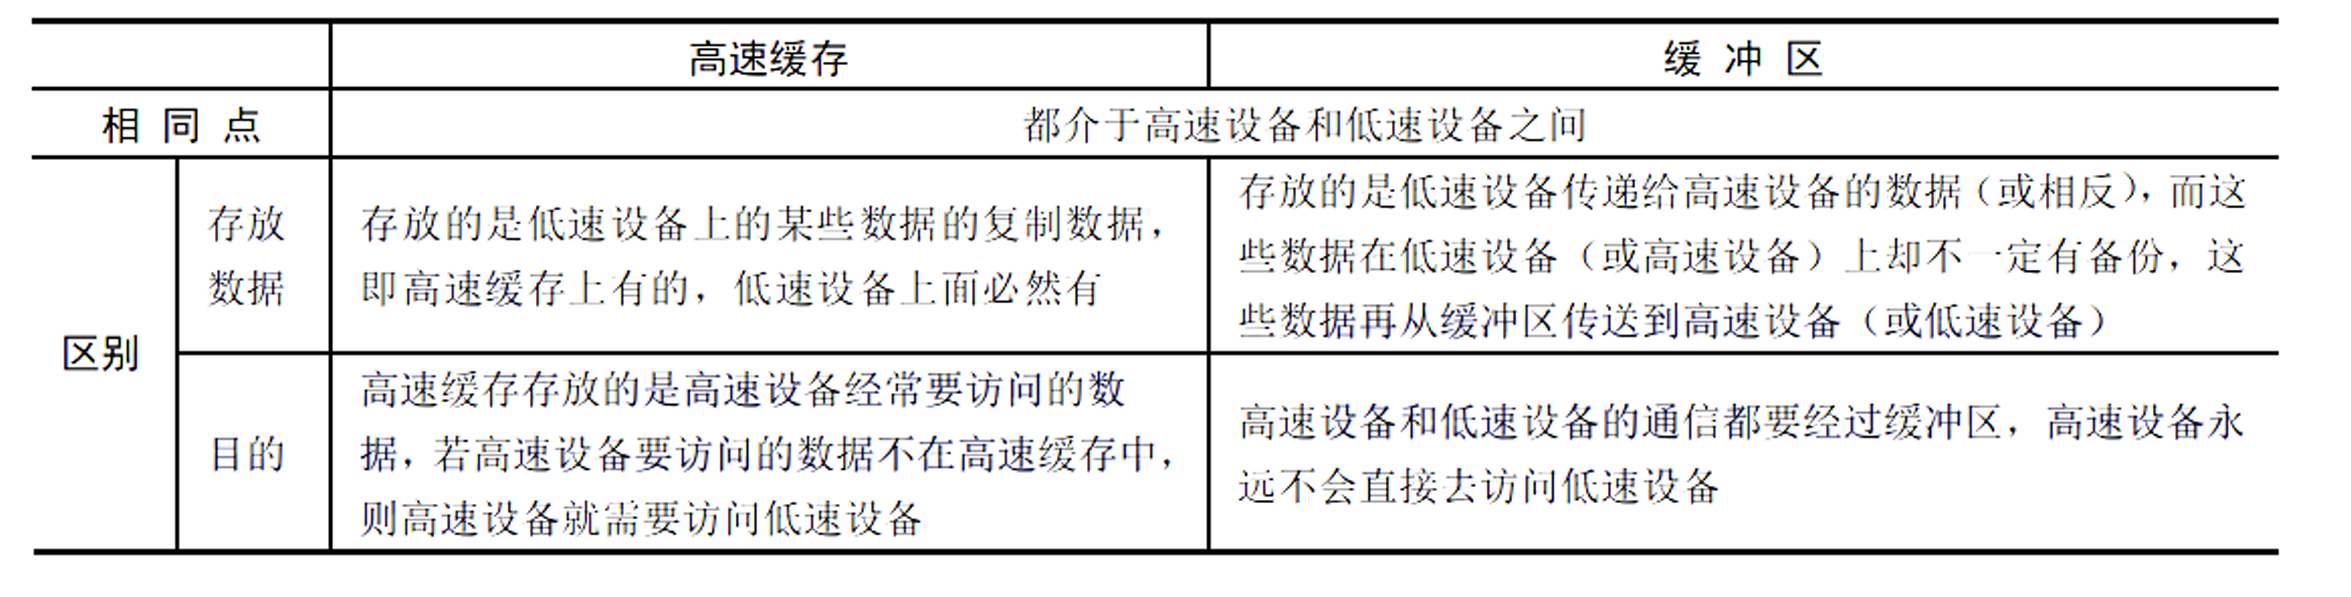 高速缓存
缓 冲 区
相 同 点
都介于高速设备和低速设备之间
区别
存放
数据
存放的是低速设备上的某些数据的复制数据，
即高速缓存上有的，低速设备上面必然有
存放的是低速设备传递给高速设备的数据（或相反），而这
些数据在低速设备（或高速设备）上却不一定有备份，这
些数据再从缓冲区传送到高速设备（或低速设备）
目的
高速缓存存放的是高速设备经常要访问的数
据，若高速设备要访问的数据不在高速缓存中，
则高速设备就需要访问低速设备
高速设备和低速设备的通信都要经过缓冲区，高速设备永
远不会直接去访问低速设备